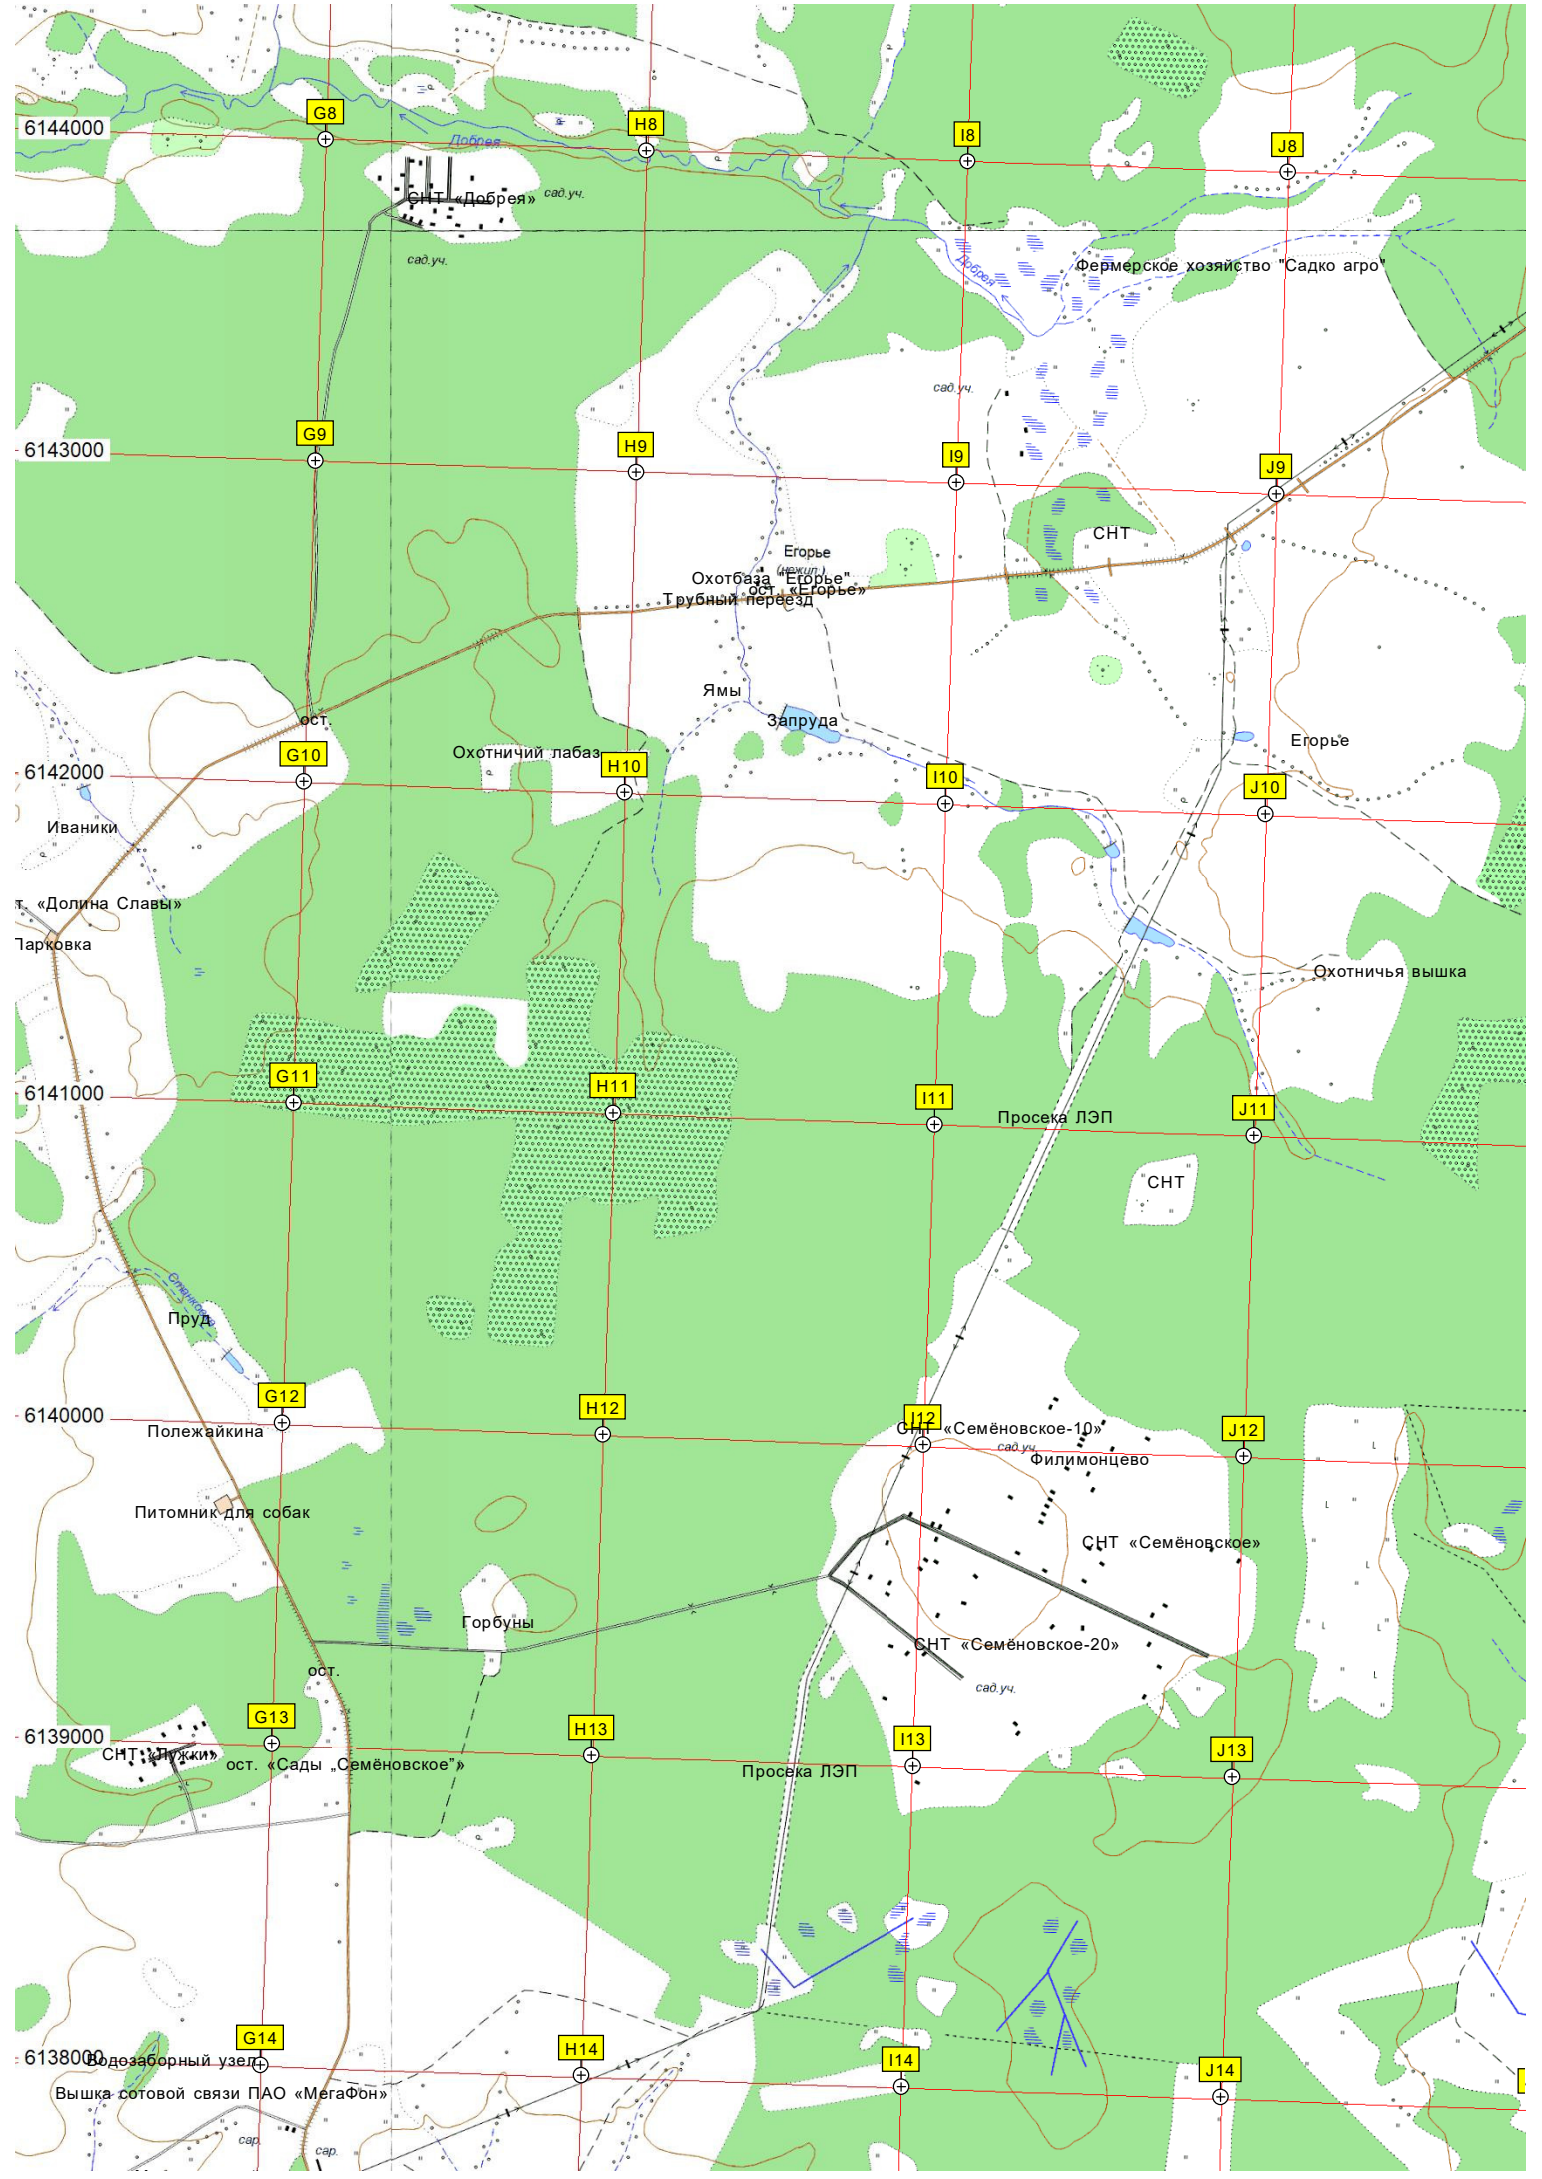 G8
H8
I8
J8
6144000
Добрея
СНТ «Добрея»
сад.уч.
сад.уч.
Добрея
Фермерское хозяйство "Садко агро"
сад.уч.
G9
H9
I9
J9
6143000
СНТ
Егорье
(нежил.)
Охотбаза "Егорье"
ост. «Егорье»
Трубный переезд
Ямы
Запруда
ост.
Охотничий лабаз
Егорье
G10
H10
I10
J10
6142000
Иваники
т. «Долина Славы»
Парковка
Охотничья вышка
G11
H11
I11
J11
6141000
Просека ЛЭП
СНТ
Пруд
G12
H12
I12
J12
6140000
СНТ «Семёновское-10»
сад.уч.
Полежайкина
Филимонцево
Питомник для собак
СНТ «Семёновское»
Горбуны
СНТ «Семёновское-20»
ост.
сад.уч.
G13
H13
I13
J13
6139000
СНТ «Лужки»
ост. «Сады „Семёновское”»
Просека ЛЭП
G14
H14
I14
J14
6138000
Водозаборный узел
Вышка сотовой связи ПАО «МегаФон»
сар.
сар.